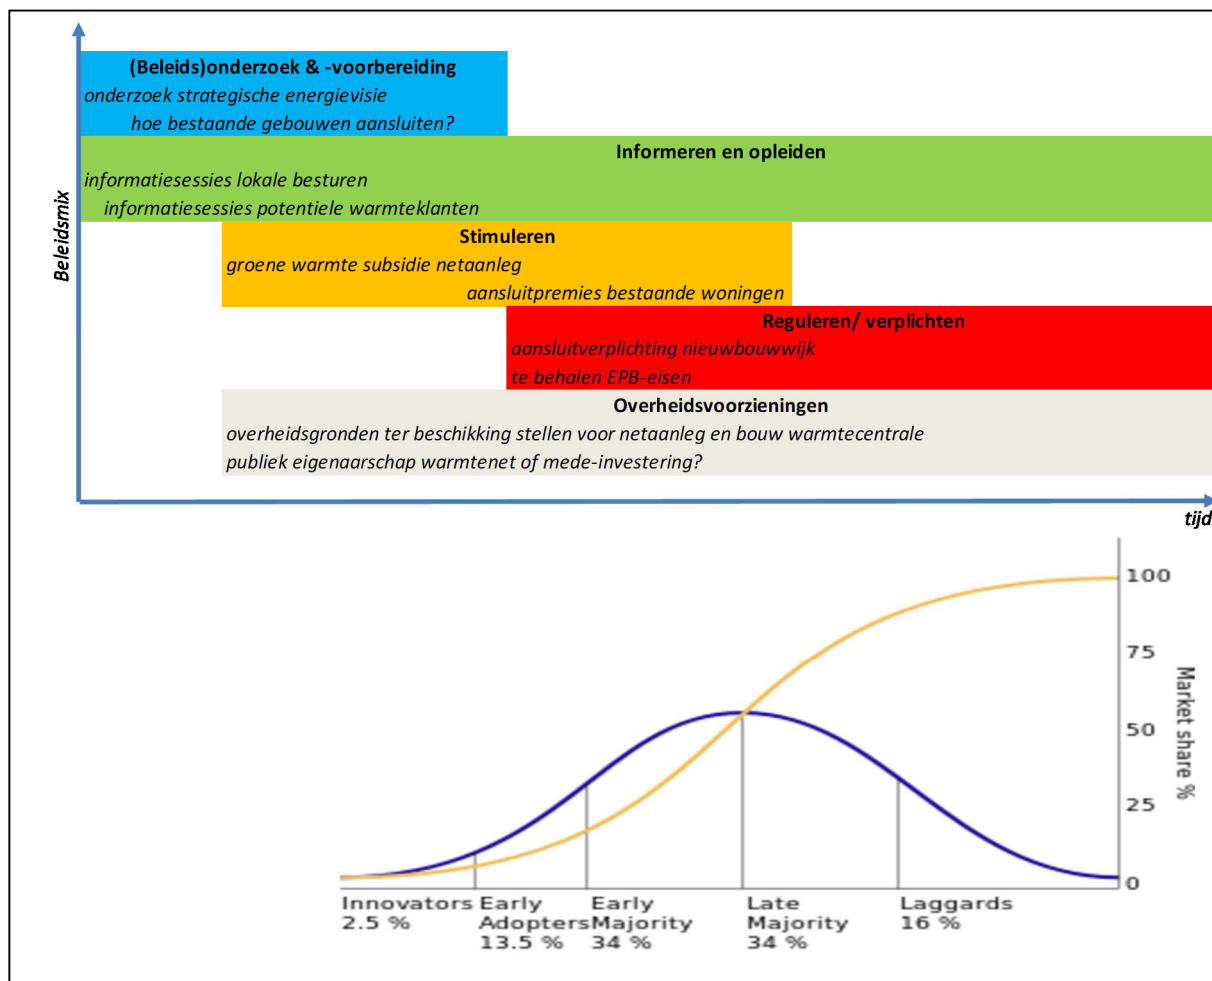 (Beleids)onderzoek & -voorbereiding
onderzoek strategische energievisie
hoe bestaande gebouwen aansluiten?
Informeren en opleiden
informatiesessies lokale besturen
informatiesessies potentiele warmteklanten
Beleidsmix
Stimuleren
groene warmte subsidie netaanleg
aansluitpremies bestaande woningen
Reguleren/ verplichten
aansluitverplichting nieuwbouwwijk
te behalen EPB-eisen
Overheidsvoorzieningen
overheidsgronden ter beschikking stellen voor netaanleg en bouw warmtecentrale
publiek eigenaarschap warmtenet of mede-investering?
tijd
100
75
50
25
0
Market share %
Innovators
2.5 %
Early
Adopters
13.5 %
Early
Majority
34 %
Late
Majority
34 %
Laggards
16 %